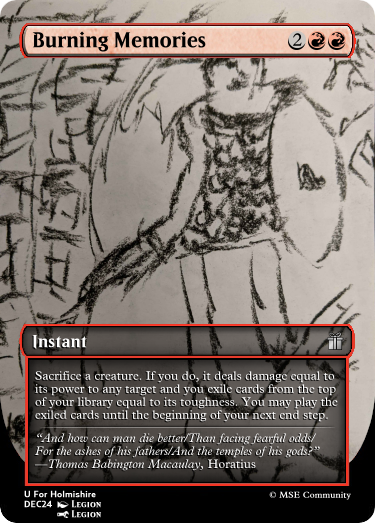 Burning Memories 2
Instant
Sacrifice a creature. If you do, it deals damage equal to
its power to any target and you exile cards from the top
of your library equal to its toughness. You may play the
exiled cards until the beginning of your next end step.
“And how can man die better/Than facing fearful odds/
For the ashes of his fathers/And the temples of his gods?”
—Thomas Babington Macaulay, Horatius
U For Holmishire
DEC24 Legion
Legion
© MSE Community